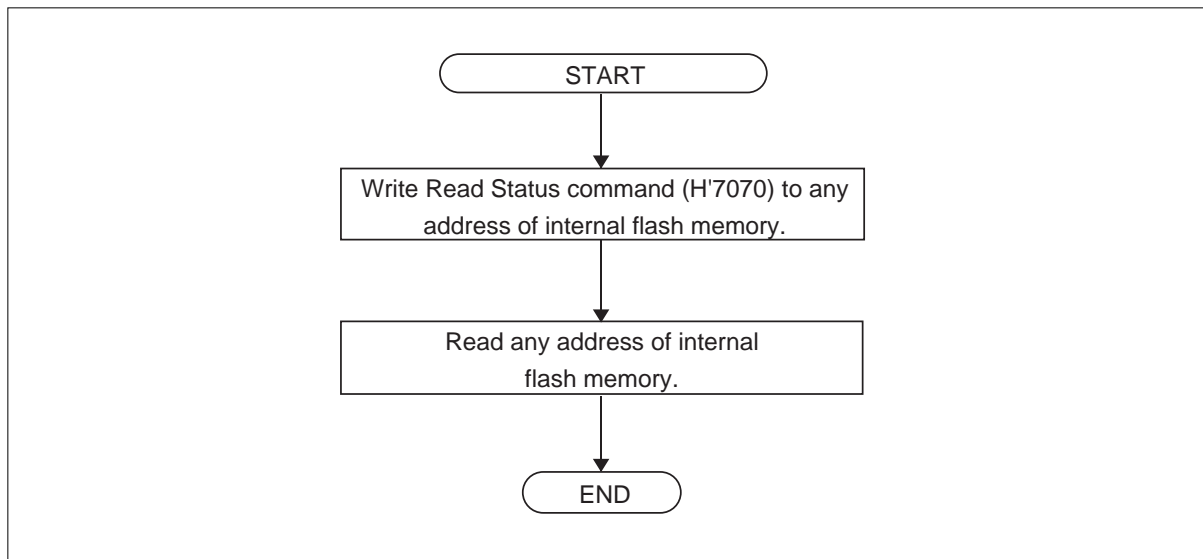 START
Write Read Status command (H'7070) to any
address of internal flash memory.
Read any address of internal
flash memory.
END